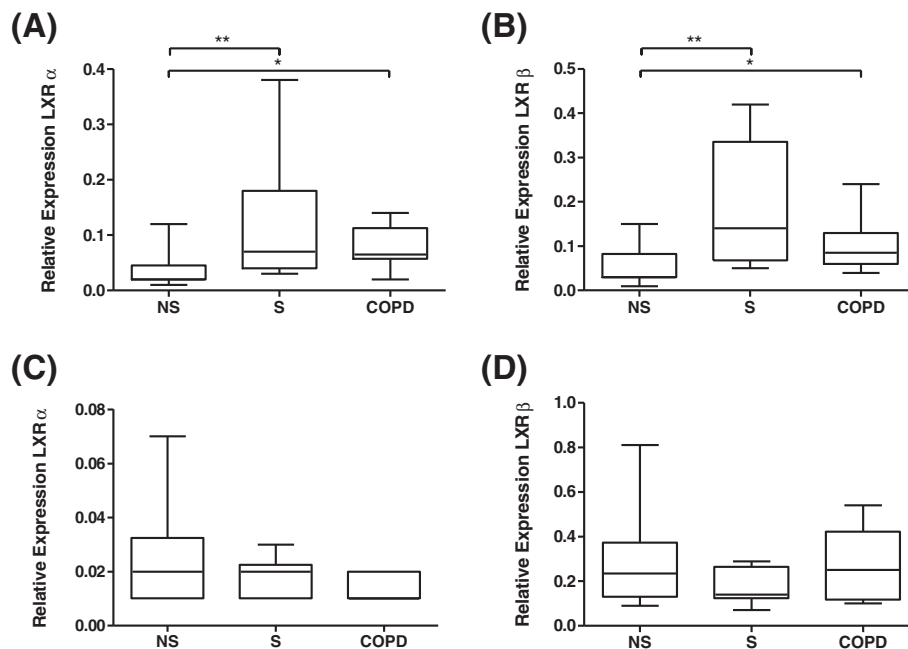 (A)
**
*
Relative Expression LXR α
0.4
0.3
0.2
0.1
0.0
NS S COPD
(B)
**
*
Relative Expression LXR β
0.5
0.4
0.3
0.2
0.1
0.0
NS S COPD
(C)
Relative Expression LXR α
0.08
0.06
0.04
0.02
0.00
NS S COPD
(D)
Relative Expression LXR β
1.0
0.8
0.6
0.4
0.2
0.0
NS S COPD